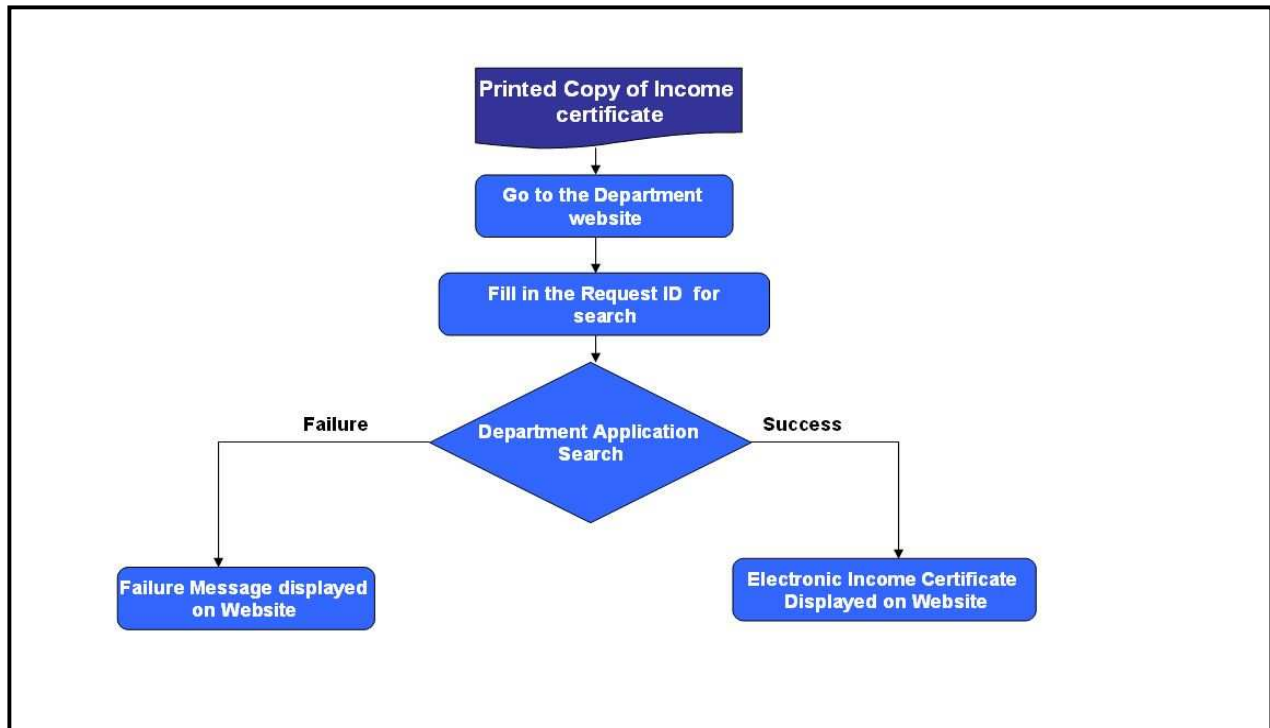 Printed Copy of Income
certificate
Go to the Department
website
Fill in the Request ID for
search
Failure
Department Application
Search
Success
Failure Message displayed
on Website
Electronic Income Certificate
Displayed on Website